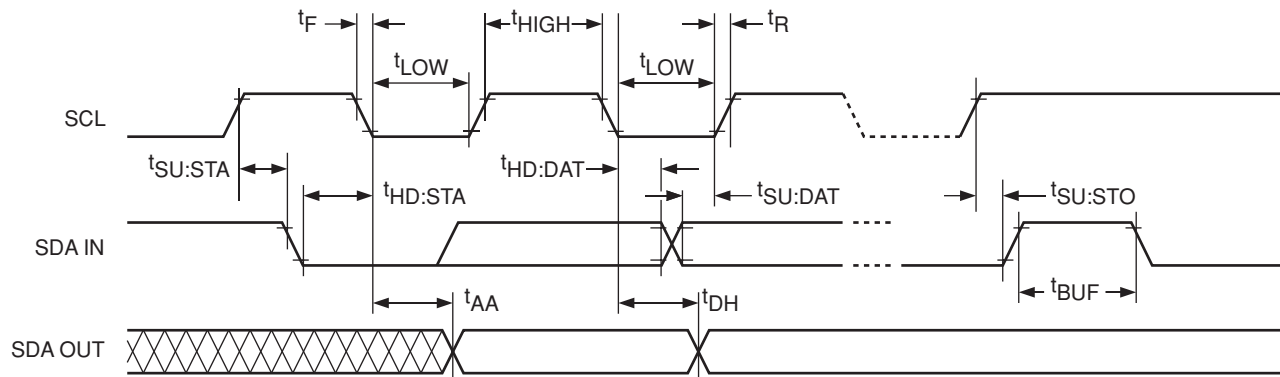 tF
tHIGH
tR
tLOW
tLOW
SCL
tSU:STA
tHD:STA
tHD:DAT
tSU:DAT
tSU:STO
SDA IN
tBUF
tAA
tDH
SDA OUT